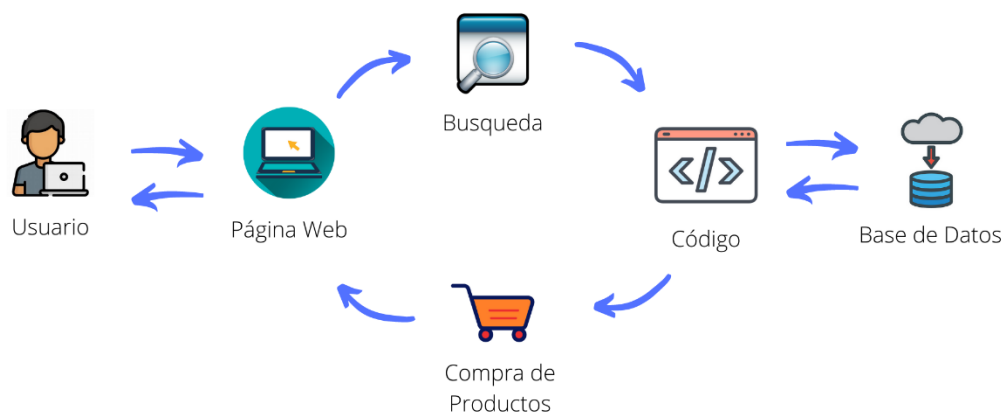 Busqueda
Usuario
Página Web
Código
Base de Datos
Compra de
Productos